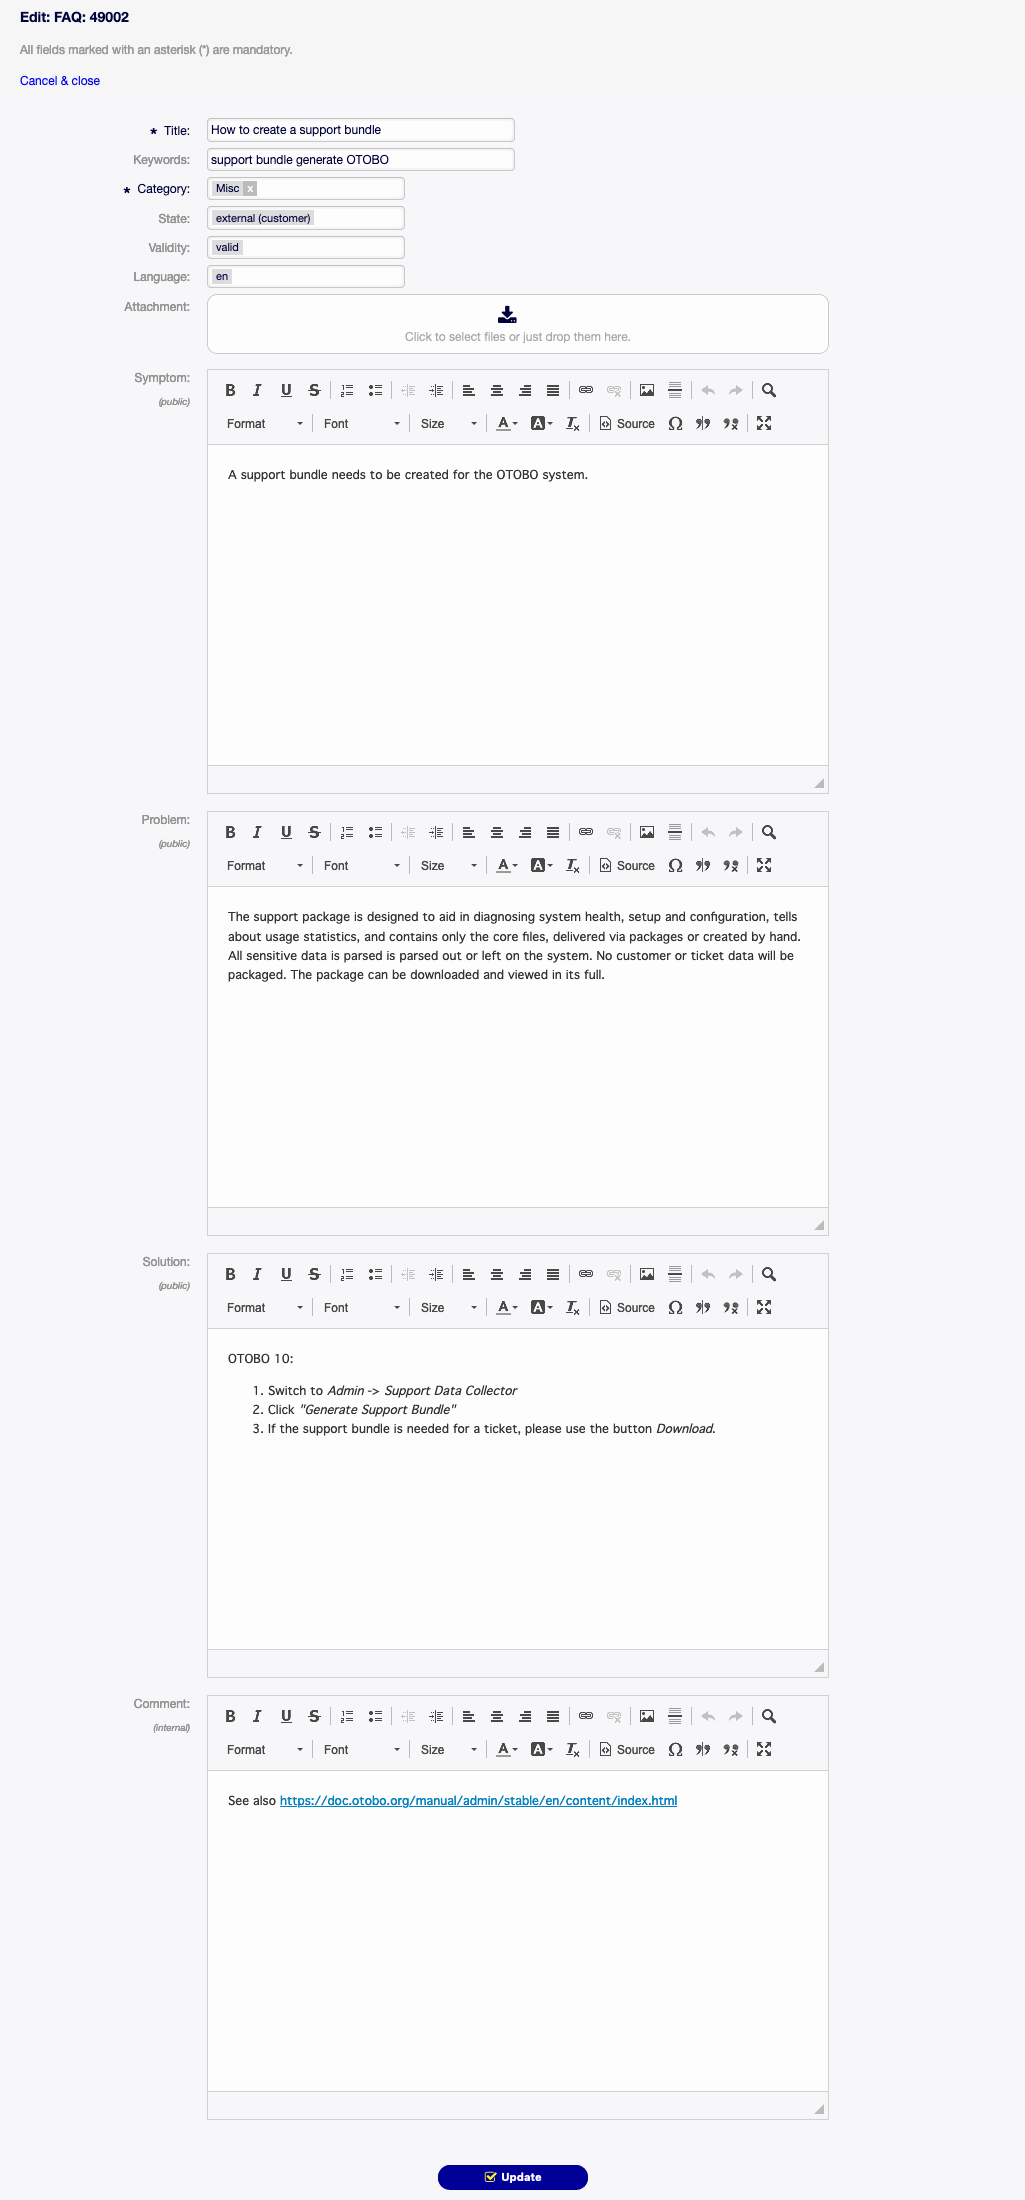 Edit: FAQ: 49002
All fields marked with an asterisk (*) are mandatory.
Cancel & close
* Title: How to create a support bundle
Keywords: support bundle generate OTOBO
* Category: Misc x
State: external (customer)
Validity: valid
Language: en
Attachment:
Click to select files or just drop them here.
Symptom:
(public)
Format Font Size Source
A support bundle needs to be created for the OTOBO system.
Problem:
(public)
Format Font Size Source
The support package is designed to aid in diagnosing system health, setup and configuration, tells
about usage statistics, and contains only the core files, delivered via packages or created by hand.
All sensitive data is parsed is parsed out or left on the system. No customer or ticket data will be
packaged. The package can be downloaded and viewed in its full.
Solution:
(public)
Format Font Size Source
OTOBO 10:
1. Switch to Admin -> Support Data Collector
2. Click "Generate Support Bundle"
3. If the support bundle is needed for a ticket, please use the button Download.
Comment:
(internal)
Format Font Size Source
See also https://doc.otobo.org/manual/admin/stable/en/content/index.html
Update